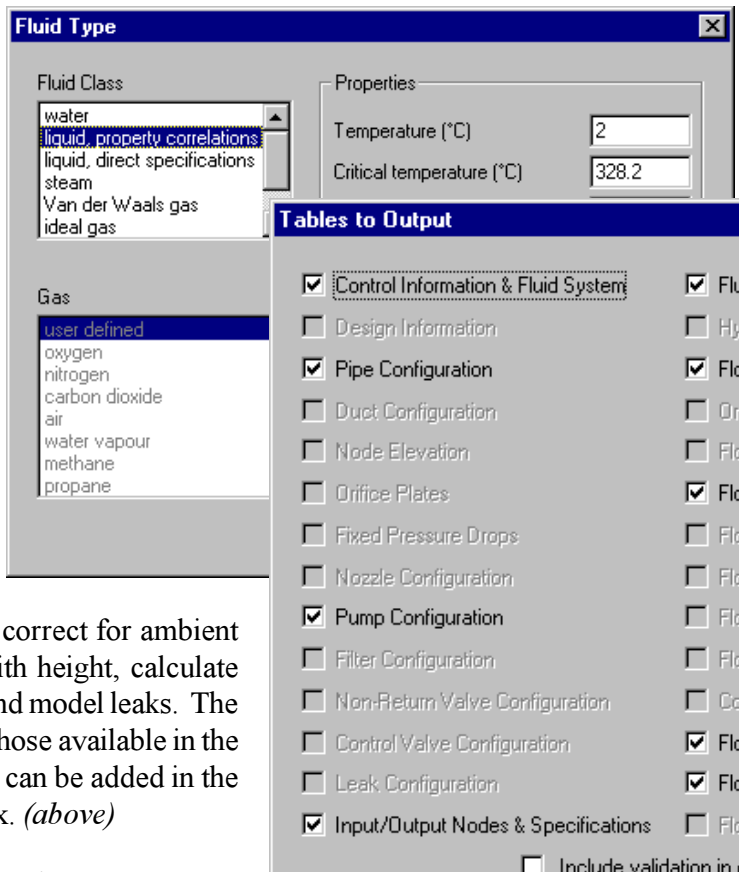 Fluid Type
Fluid Class
water
liquid, property correlations
liquid, direct specifications
steam
Van der Waals gas
ideal gas
Properties
Temperature (°C)
2
Critical temperature (°C)
328.2
Gas
user defined
oxygen
nitrogen
carbon dioxide
air
water vapour
methane
propane
Tables to Output
Control Information & Fluid System
Design Information
Pipe Configuration
Duct Configuration
Node Elevation
Orifice Plates
Fixed Pressure Drops
Nozzle Configuration
Pump Configuration
Filter Configuration
Non-Return Valve Configuration
Control Valve Configuration
Leak Configuration
Input/Output Nodes & Specifications
Include validation in
correct for ambient
height, calculate
model leaks. The
available in the
can be added in the
(above)